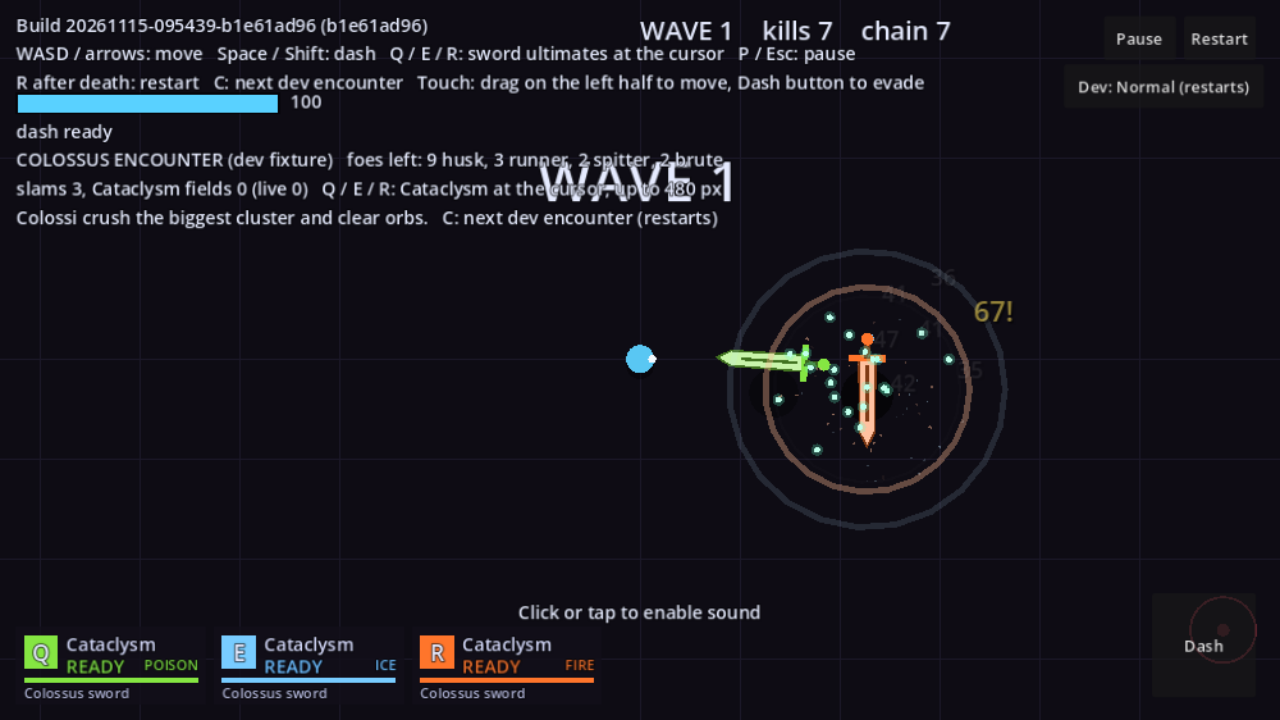 Build 20261115-095439-b1e61ad96 (b1e61ad96)
WAVE 1 kills 7 chain 7
Pause
Restart
WASD / arrows: move Space / Shift: dash Q / E / R: sword ultimates at the cursor P / Esc: pause
R after death: restart C: next dev encounter Touch: drag on the left half to move, Dash button to evade
Dev: Normal (restarts)
100
dash ready
COLOSSUS ENCOUNTER (dev fixture) foes left: 9 husk, 3 runner, 2 spitter, 2 brute
WAVE 1
slams 3, Cataclysm fields 0 (live 0) Q / E / R: Cataclysm at the cursor, up to 480 px
Colossi crush the biggest cluster and clear orbs. C: next dev encounter (restarts)
36
67!
47
42
Click or tap to enable sound
Q Cataclysm
READY POISON
Colossus sword
E Cataclysm
READY ICE
Colossus sword
R Cataclysm
READY FIRE
Colossus sword
Dash